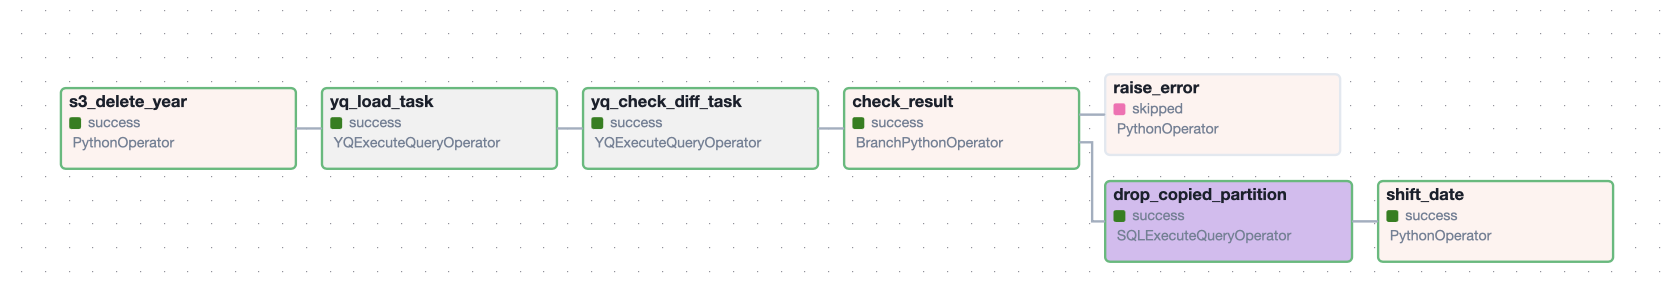 s3_delete_year
success
PythonOperator
yq_load_task
success
YQExecuteQueryOperator
yq_check_diff_task
success
YQExecuteQueryOperator
check_result
success
BranchPythonOperator
raise_error
skipped
PythonOperator
drop_copied_partition
success
SQLExecuteQueryOperator
shift_date
success
PythonOperator